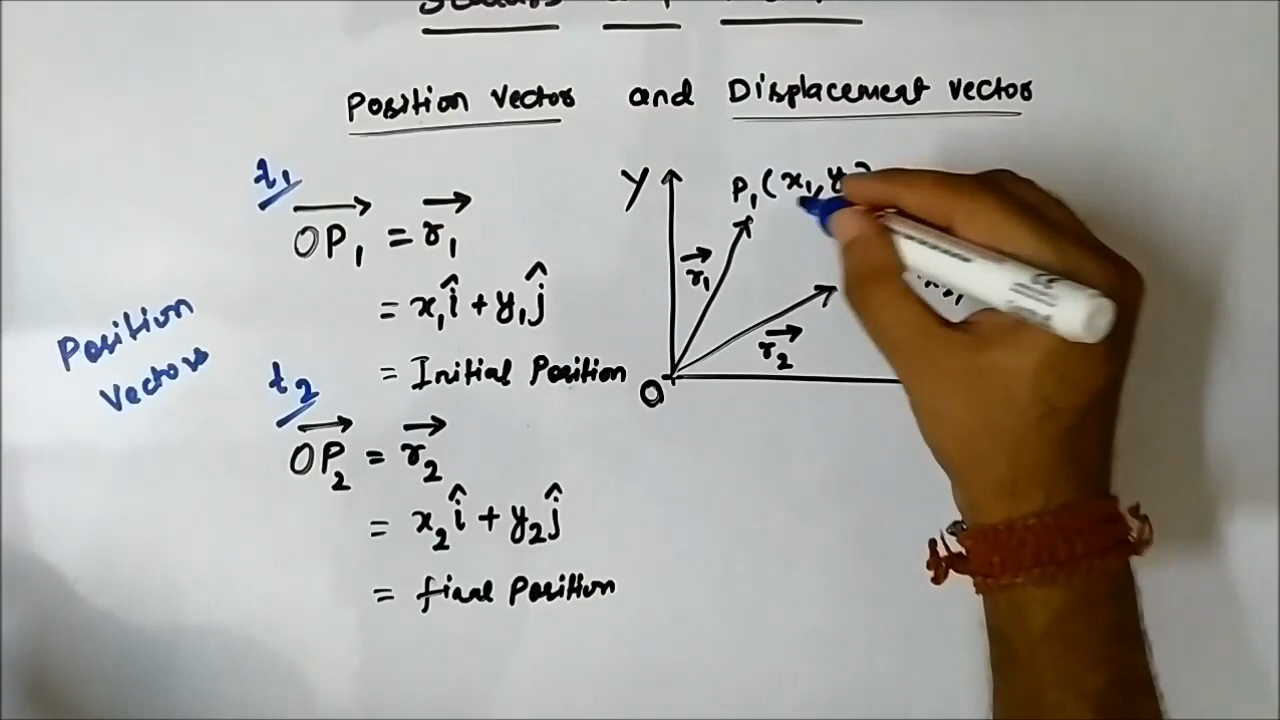 Position Vector and Displacement vector
t₁
→OP₁ = →r₁
= x₁î + y₁ĵ
= Initial Position
Position
Vectors
t₂
→OP₂ = →r₂
= x₂î + y₂ĵ
= final Position
Y
P₁(x₁,y
→r₁
→r₂
O